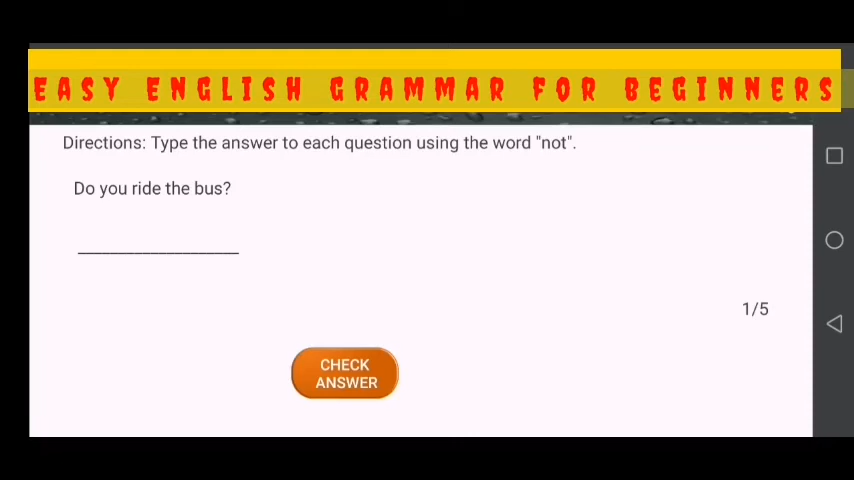 EASY ENGLISH GRAMMAR FOR BEGINNERS
Directions: Type the answer to each question using the word "not".
Do you ride the bus?
1/5
CHECK
ANSWER